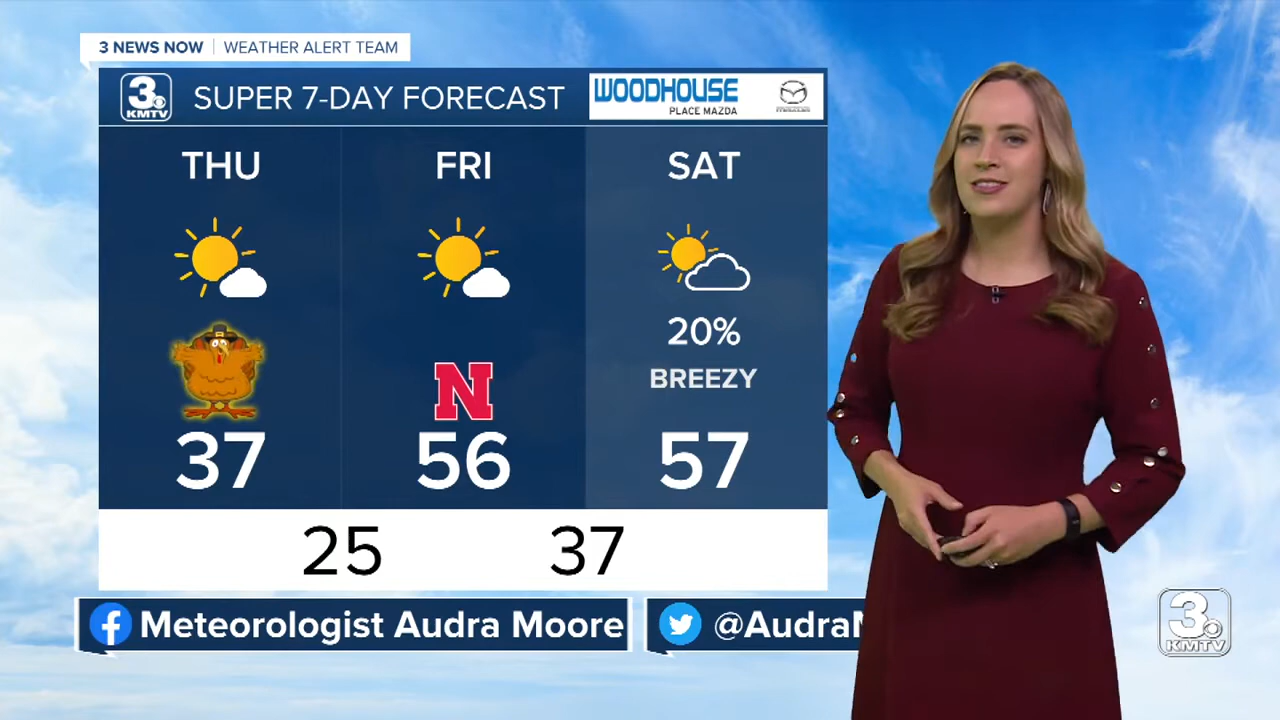 3 NEWS NOW | WEATHER ALERT TEAM
3 KMTV SUPER 7-DAY FORECAST WOODHOUSE
PLACE MAZDA
THU FRI SAT
20%
N BREEZY
37 56 57
25 37
Meteorologist Audra Moore @AudraM
3
KMTV